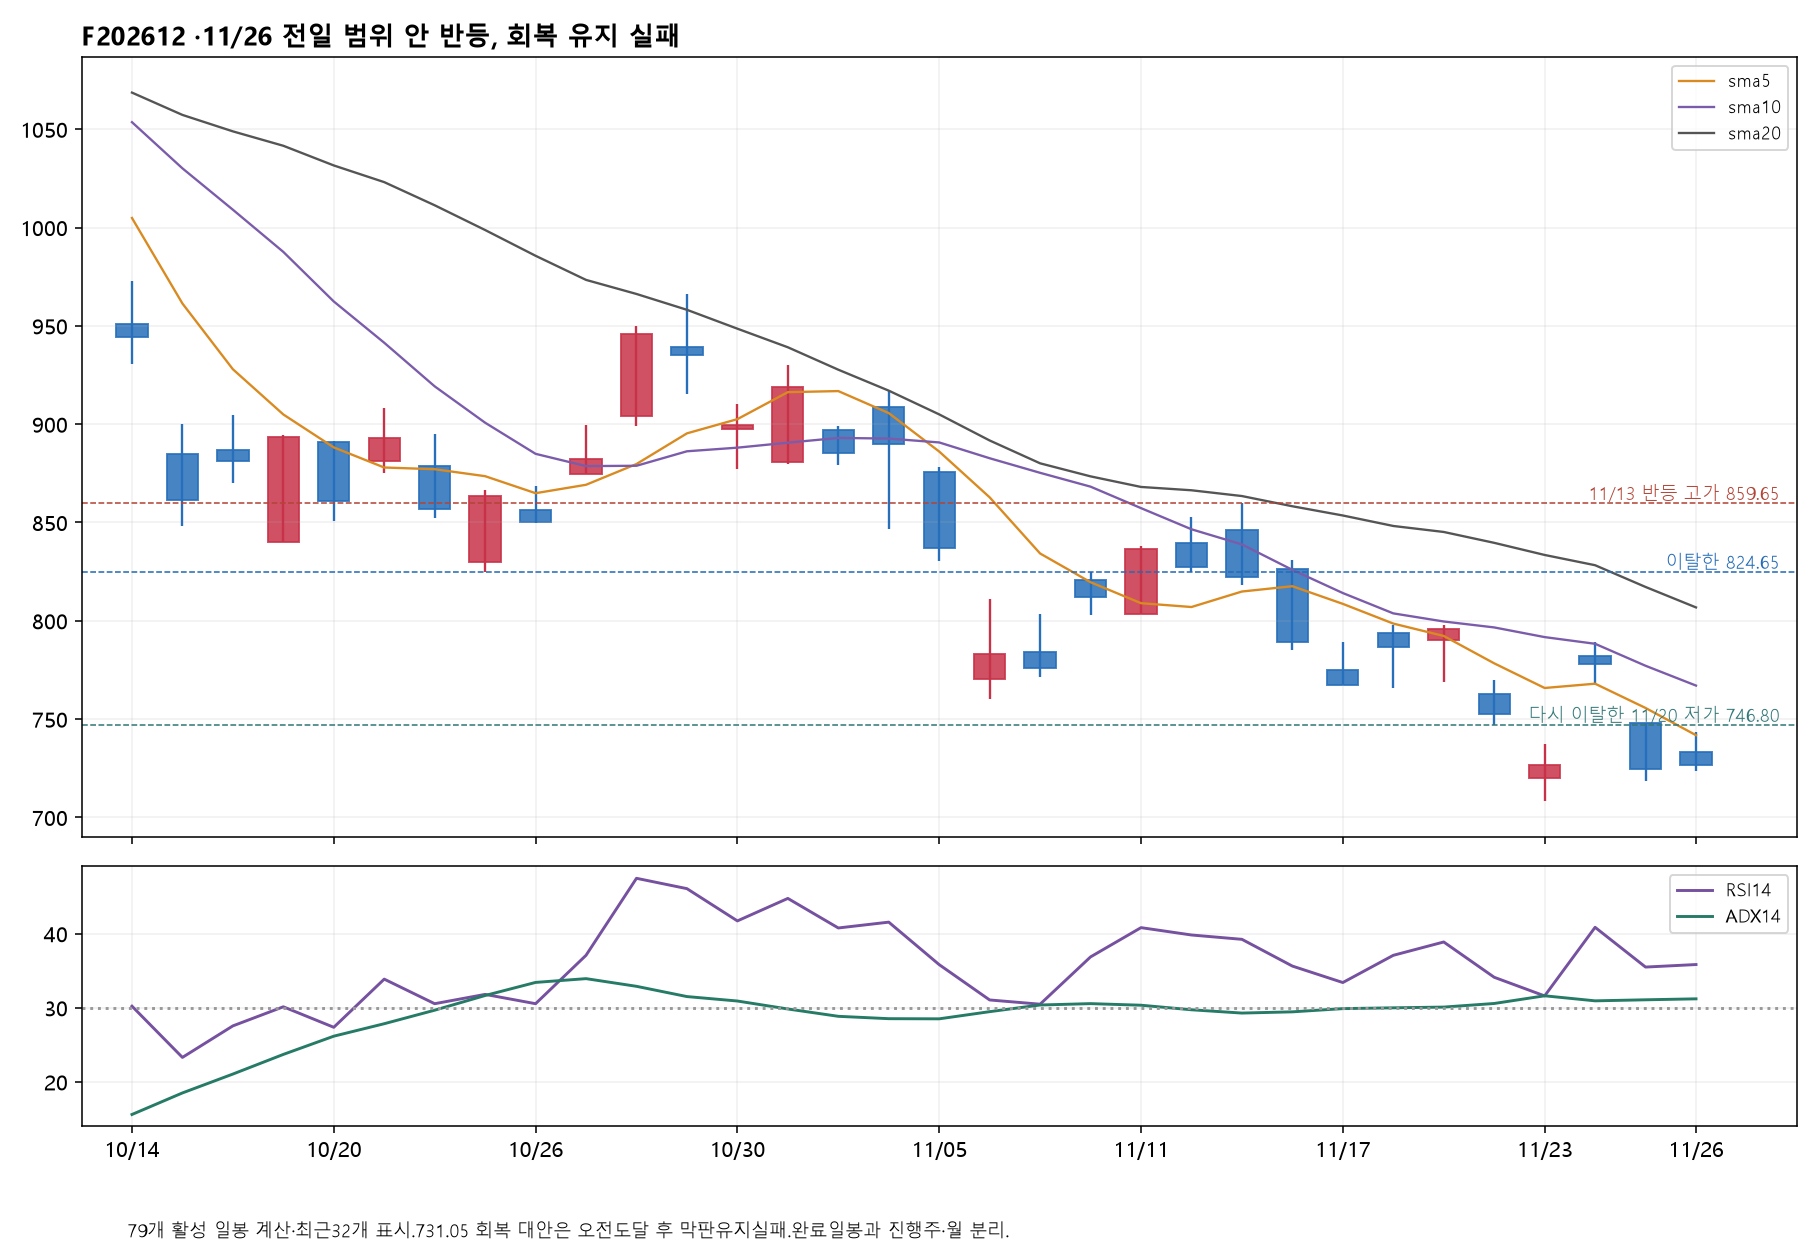 F202612 ·11/26 전일 범위 안 반등, 회복 유지 실패
sma5
sma10
sma20
1050
1000
950
900
850
800
750
700
11/13 반등 고가 859.65
이탈한 824.65
다시 이탈한 11/20 저가 746.80
RSI14
ADX14
40
30
20
10/14 10/20 10/26 10/30 11/05 11/11 11/17 11/23 11/26
79개 활성 일봉 계산·최근32개 표시.731.05 회복 대안은 오전도달 후 막판유지실패.완료일봉과 진행주·월 분리.